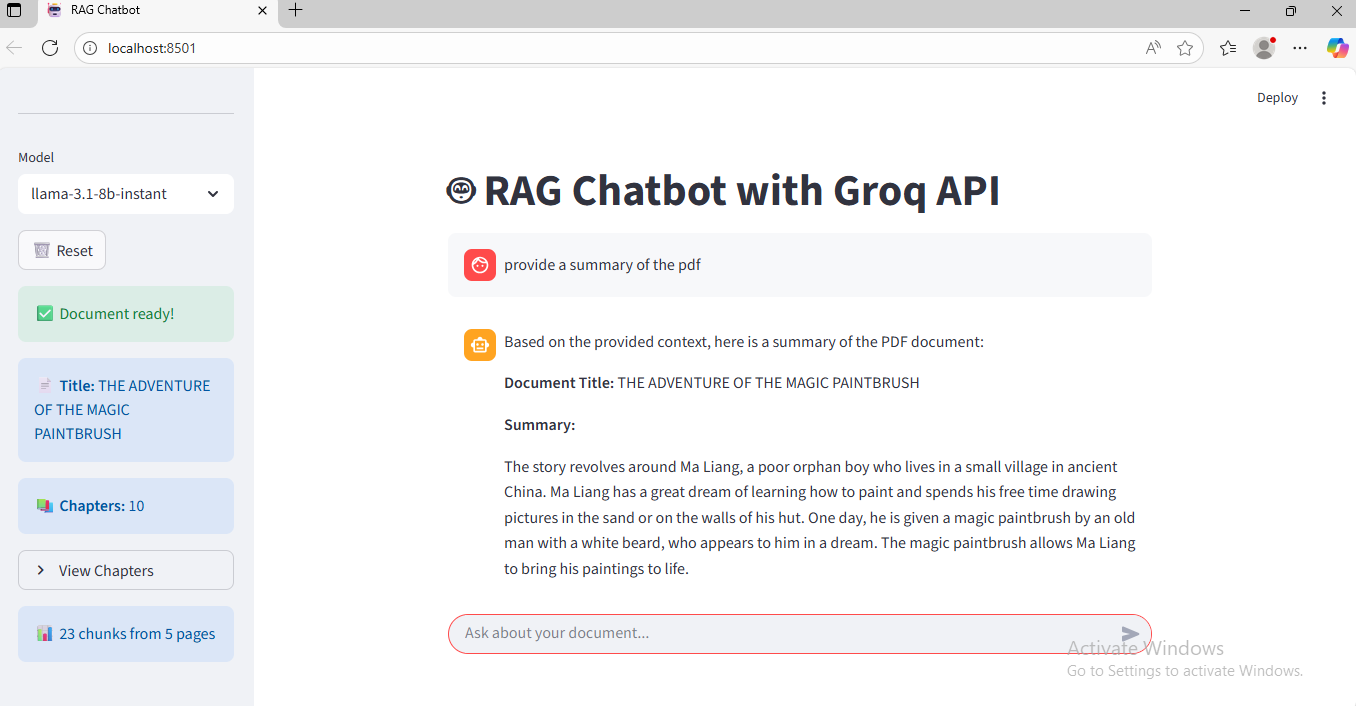 RAG Chatbot
localhost:8501
Deploy
Model
llama-3.1-8b-instant
Reset
Document ready!
Title: THE ADVENTURE
OF THE MAGIC
PAINTBRUSH
Chapters: 10
View Chapters
23 chunks from 5 pages
RAG Chatbot with Groq API
provide a summary of the pdf
Based on the provided context, here is a summary of the PDF document:
Document Title: THE ADVENTURE OF THE MAGIC PAINTBRUSH
Summary:
The story revolves around Ma Liang, a poor orphan boy who lives in a small village in ancient
China. Ma Liang has a great dream of learning how to paint and spends his free time drawing
pictures in the sand or on the walls of his hut. One day, he is given a magic paintbrush by an old
man with a white beard, who appears to him in a dream. The magic paintbrush allows Ma Liang
to bring his paintings to life.
Ask about your document...
Activate Windows
Go to Settings to activate Windows.